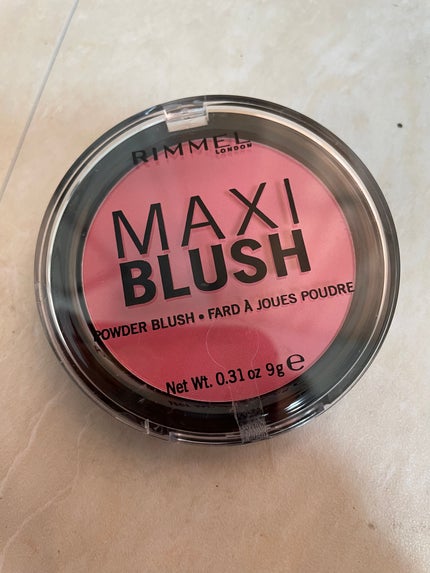 RIMMEL
LONDON
MAXI
BLUSH
POWDER BLUSH • FARD À JOUES POUDRE
Net Wt. 0.31 oz 9g ℮